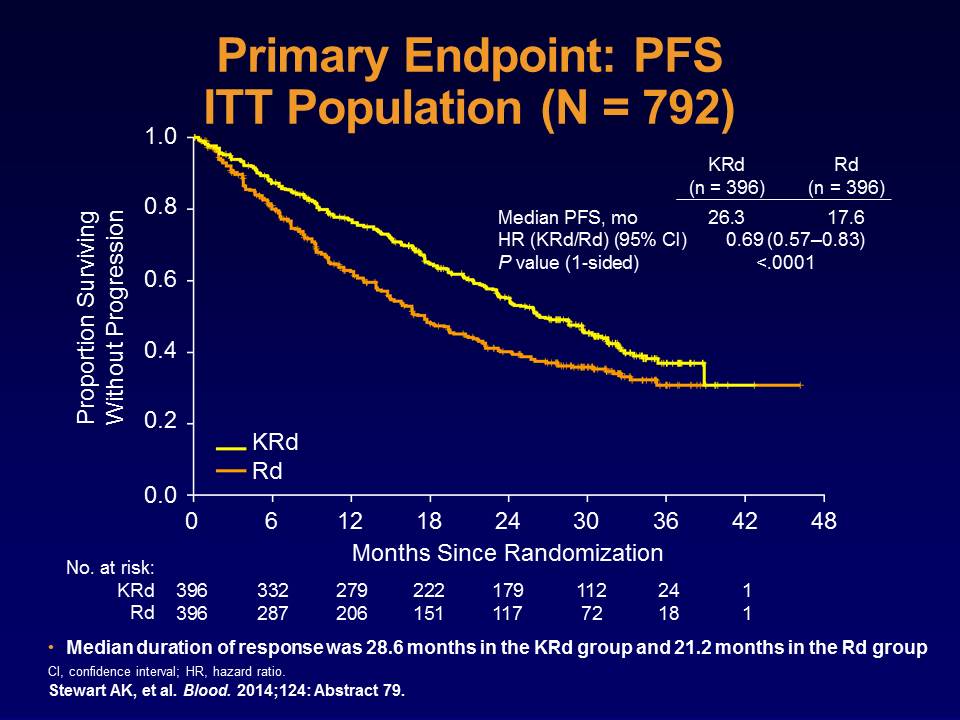 Primary Endpoint: PFS
ITT Population (N = 792)
Proportion Surviving
Without Progression
1.0
0.8
0.6
0.4
0.2
0.0
KRd Rd
(n = 396) (n = 396)
Median PFS, mo 26.3 17.6
HR (KRd/Rd) (95% CI) 0.69 (0.57–0.83)
P value (1-sided) <.0001
KRd
Rd
0 6 12 18 24 30 36 42 48
Months Since Randomization
No. at risk:
KRd 396 332 279 222 179 112 24 1
Rd 396 287 206 151 117 72 18 1
• Median duration of response was 28.6 months in the KRd group and 21.2 months in the Rd group
CI, confidence interval; HR, hazard ratio.
Stewart AK, et al. Blood. 2014;124: Abstract 79.